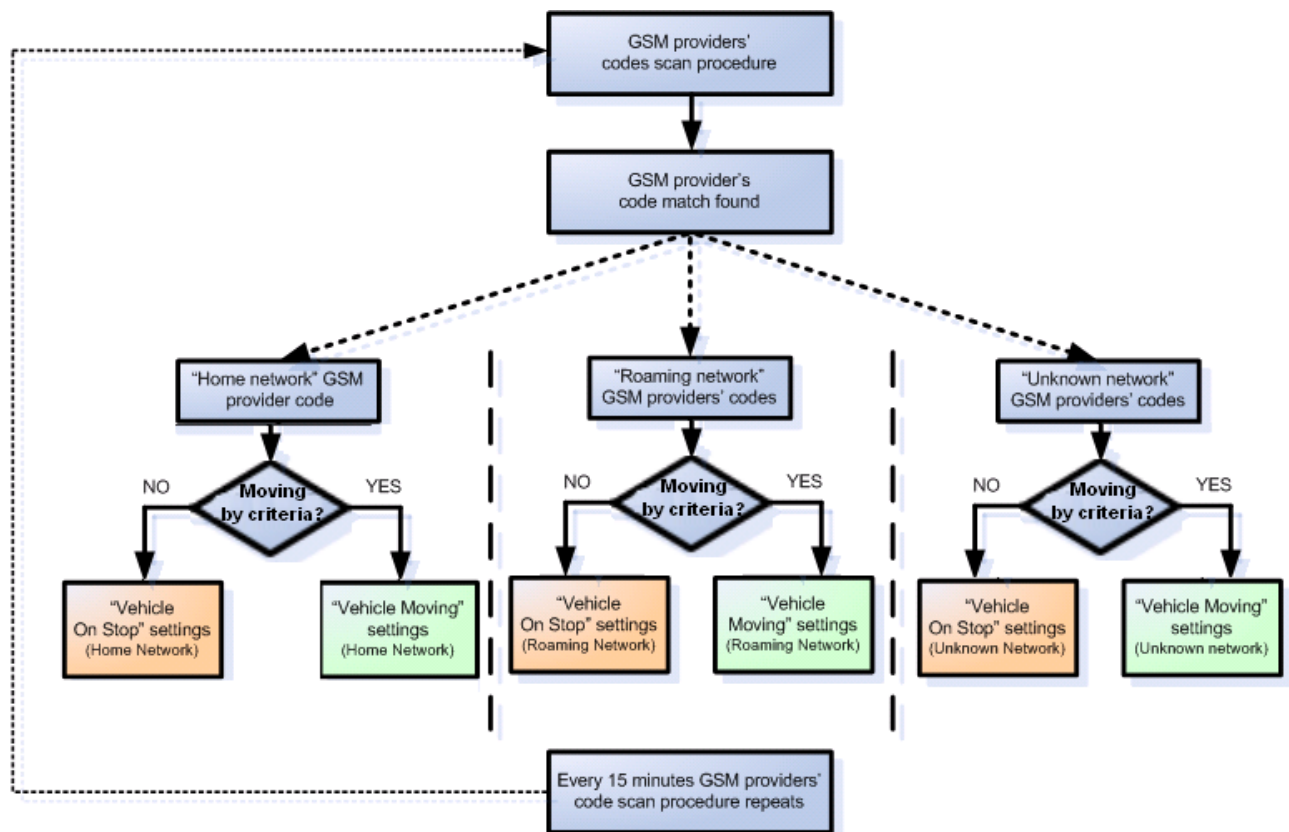 GSM providers'
codes scan procedure
GSM provider's
code match found
"Home network" GSM
provider code
"Roaming network"
GSM providers' codes
"Unknown network"
GSM providers' codes
NO
Moving
by criteria?
YES
NO
Moving
by criteria?
YES
NO
Moving
by criteria?
YES
"Vehicle
On Stop" settings
(Home Network)
"Vehicle Moving"
settings
(Home Network)
"Vehicle
On Stop" settings
(Roaming Network)
"Vehicle
Moving" settings
(Roaming Network)
"Vehicle
On Stop" settings
(Unknown Network)
"Vehicle Moving"
settings
(Unknown network)
Every 15 minutes GSM providers'
code scan procedure repeats